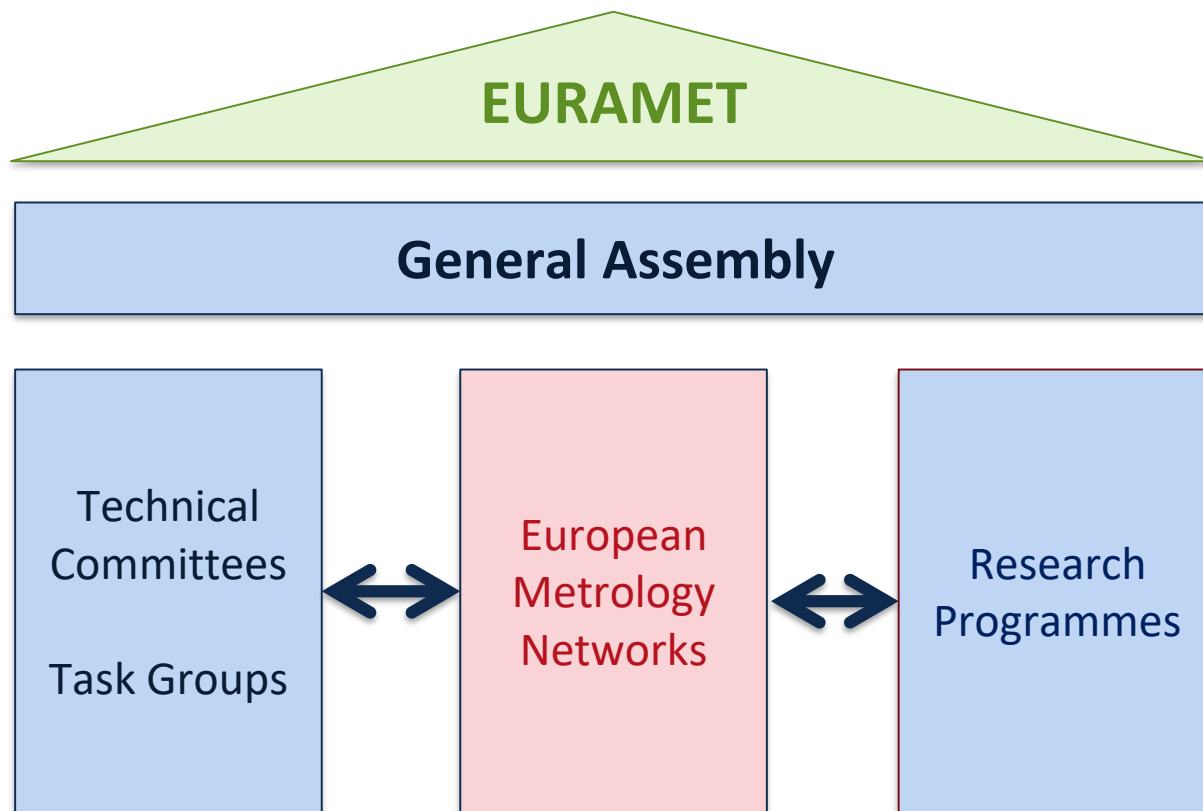 EURAMET
General Assembly
Technical
Committees
Task Groups
European
Metrology
Networks
Research
Programmes